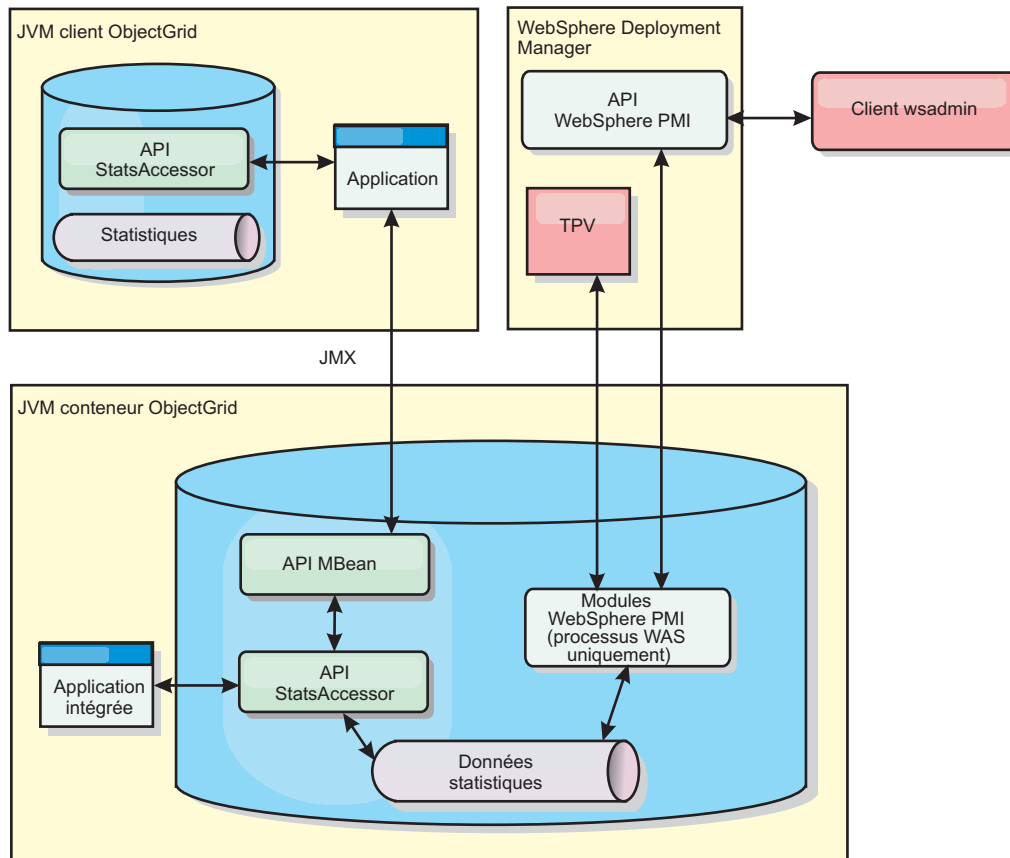 JVM client ObjectGrid
API
StatsAccessor
Statistiques
Application
WebSphere Deployment
Manager
API
WebSphere PMI
TPV
Client wsadmin
JMX
JVM conteneur ObjectGrid
API MBean
API
StatsAccessor
Application
intégrée
Modules
WebSphere PMI
(processus WAS
uniquement)
Données
statistiques